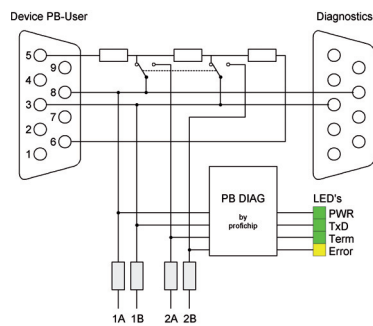 Device PB-User
Diagnostics
5
9
4
8
3
7
2
6
1
PB DIAG
by
profichip
LED's
PWR
TxD
Term
Error
1A 1B 2A 2B